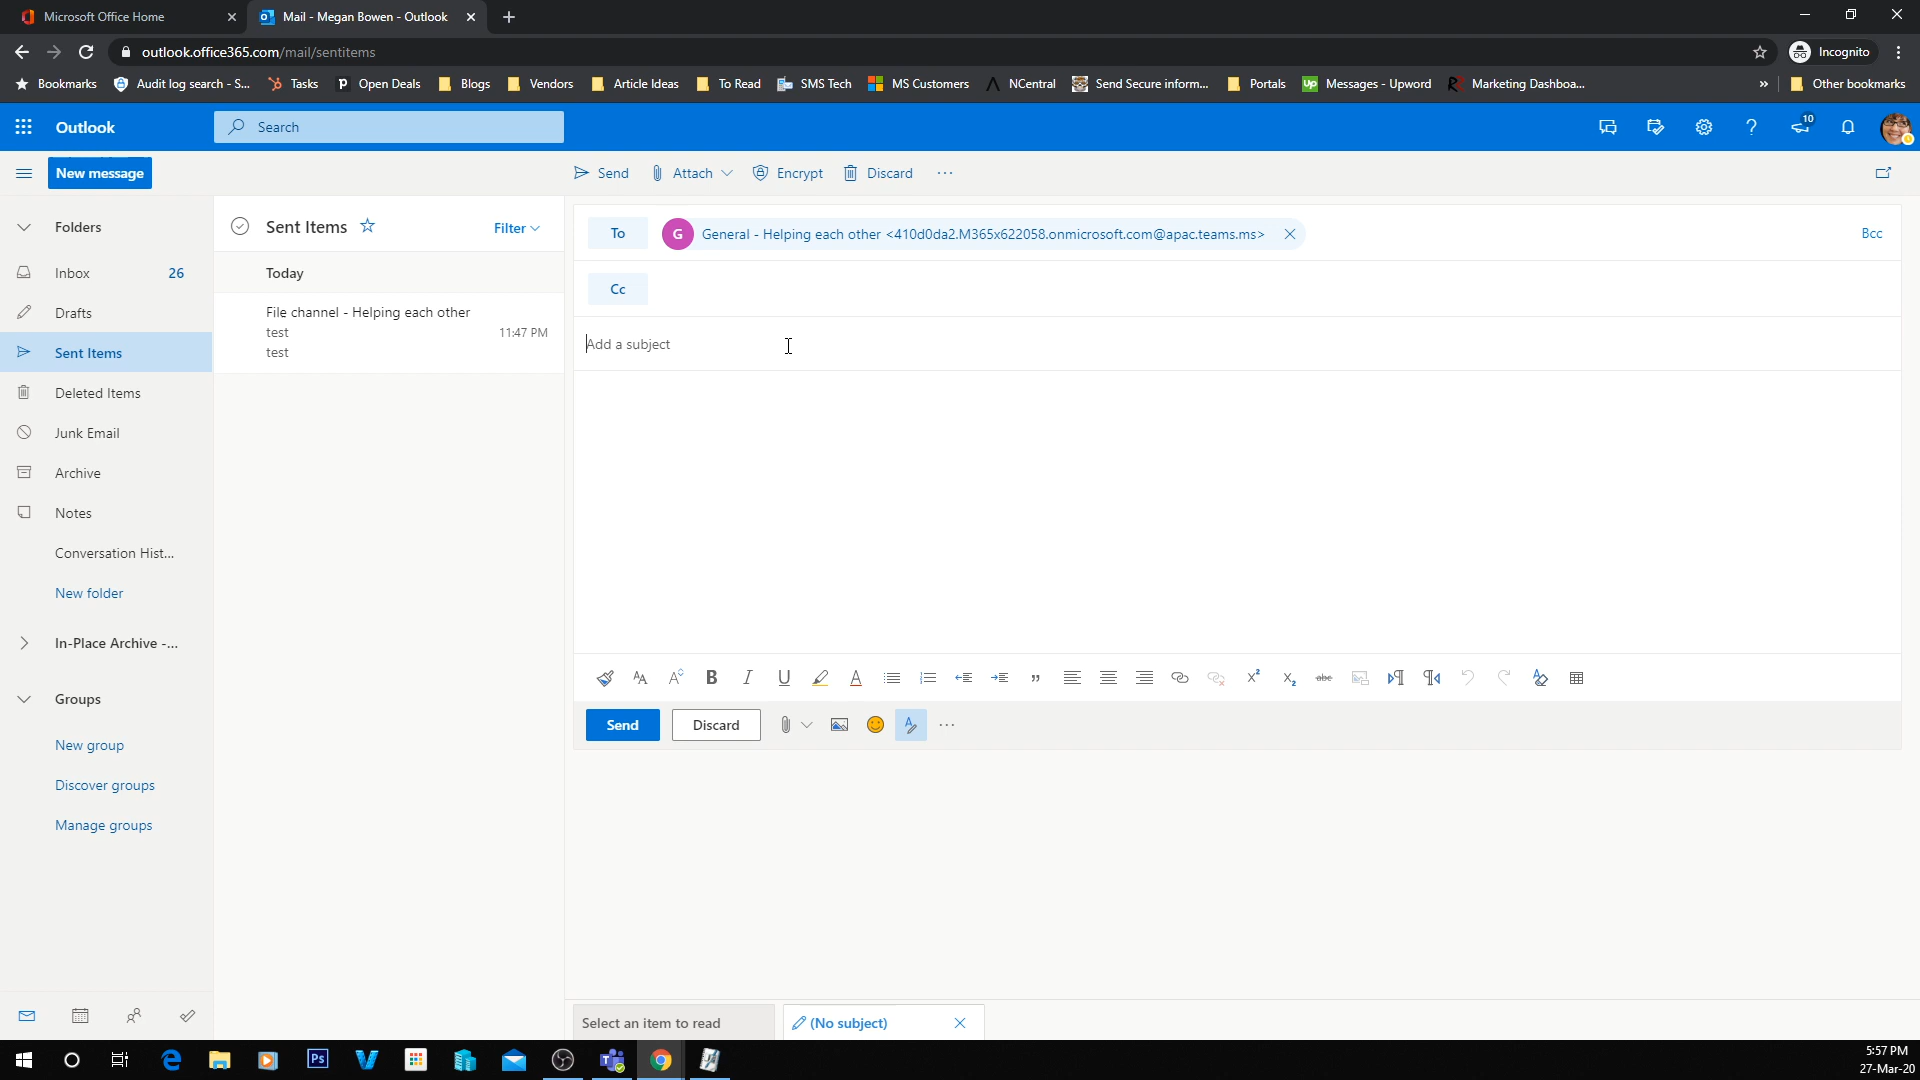 Microsoft Office Home
Mail - Megan Bowen - Outlook
outlook.office365.com/mail/sentitems
Incognito
Bookmarks
Audit log search - S...
Tasks
Open Deals
Blogs
Vendors
Article Ideas
To Read
SMS Tech
MS Customers
NCentral
Send Secure inform...
Portals
Messages - Upword
Marketing Dashboa...
Other bookmarks
Outlook
Search
10
New message
Send
Attach
Encrypt
Discard
Folders
Inbox 26
Drafts
Sent Items
Deleted Items
Junk Email
Archive
Notes
Conversation Hist...
New folder
In-Place Archive -...
Groups
New group
Discover groups
Manage groups
Sent Items
Filter
Today
File channel - Helping each other
test
11:47 PM
test
To
G
General - Helping each other <410d0da2.M365x622058.onmicrosoft.com@apac.teams.ms>
Bcc
Cc
Add a subject
Send
Discard
Select an item to read
(No subject)
5:57 PM
27-Mar-20